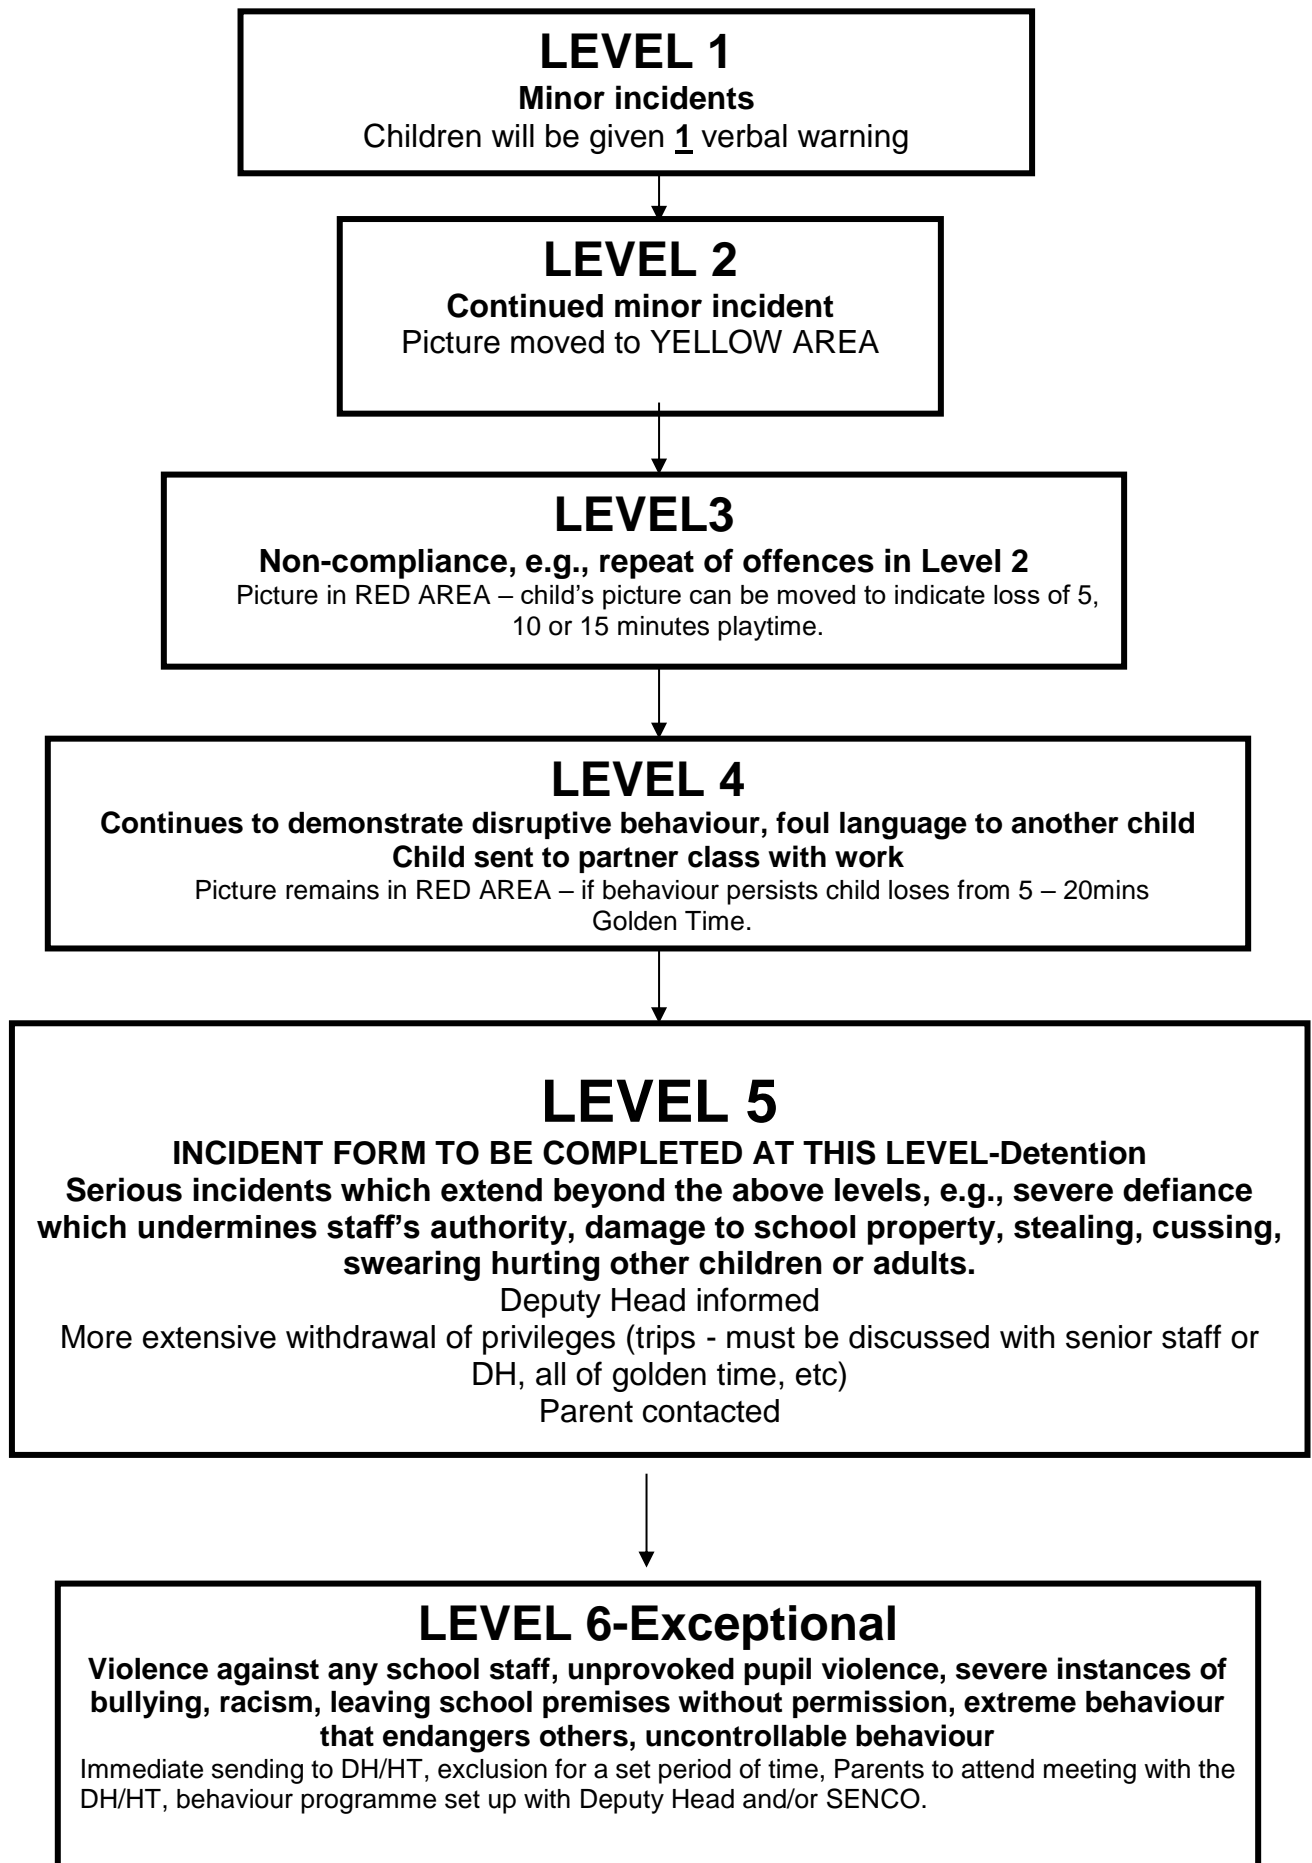 LEVEL 1
Minor incidents
Children will be given 1 verbal warning
LEVEL 2
Continued minor incident
Picture moved to YELLOW AREA
LEVEL3
Non-compliance, e.g., repeat of offences in Level 2
Picture in RED AREA – child's picture can be moved to indicate loss of 5,
10 or 15 minutes playtime.
LEVEL 4
Continues to demonstrate disruptive behaviour, foul language to another child
Child sent to partner class with work
Picture remains in RED AREA – if behaviour persists child loses from 5 – 20mins
Golden Time.
LEVEL 5
INCIDENT FORM TO BE COMPLETED AT THIS LEVEL-Detention
Serious incidents which extend beyond the above levels, e.g., severe defiance
which undermines staff's authority, damage to school property, stealing, cussing,
swearing hurting other children or adults.
Deputy Head informed
More extensive withdrawal of privileges (trips - must be discussed with senior staff or
DH, all of golden time, etc)
Parent contacted
LEVEL 6-Exceptional
Violence against any school staff, unprovoked pupil violence, severe instances of
bullying, racism, leaving school premises without permission, extreme behaviour
that endangers others, uncontrollable behaviour
Immediate sending to DH/HT, exclusion for a set period of time, Parents to attend meeting with the
DH/HT, behaviour programme set up with Deputy Head and/or SENCO.